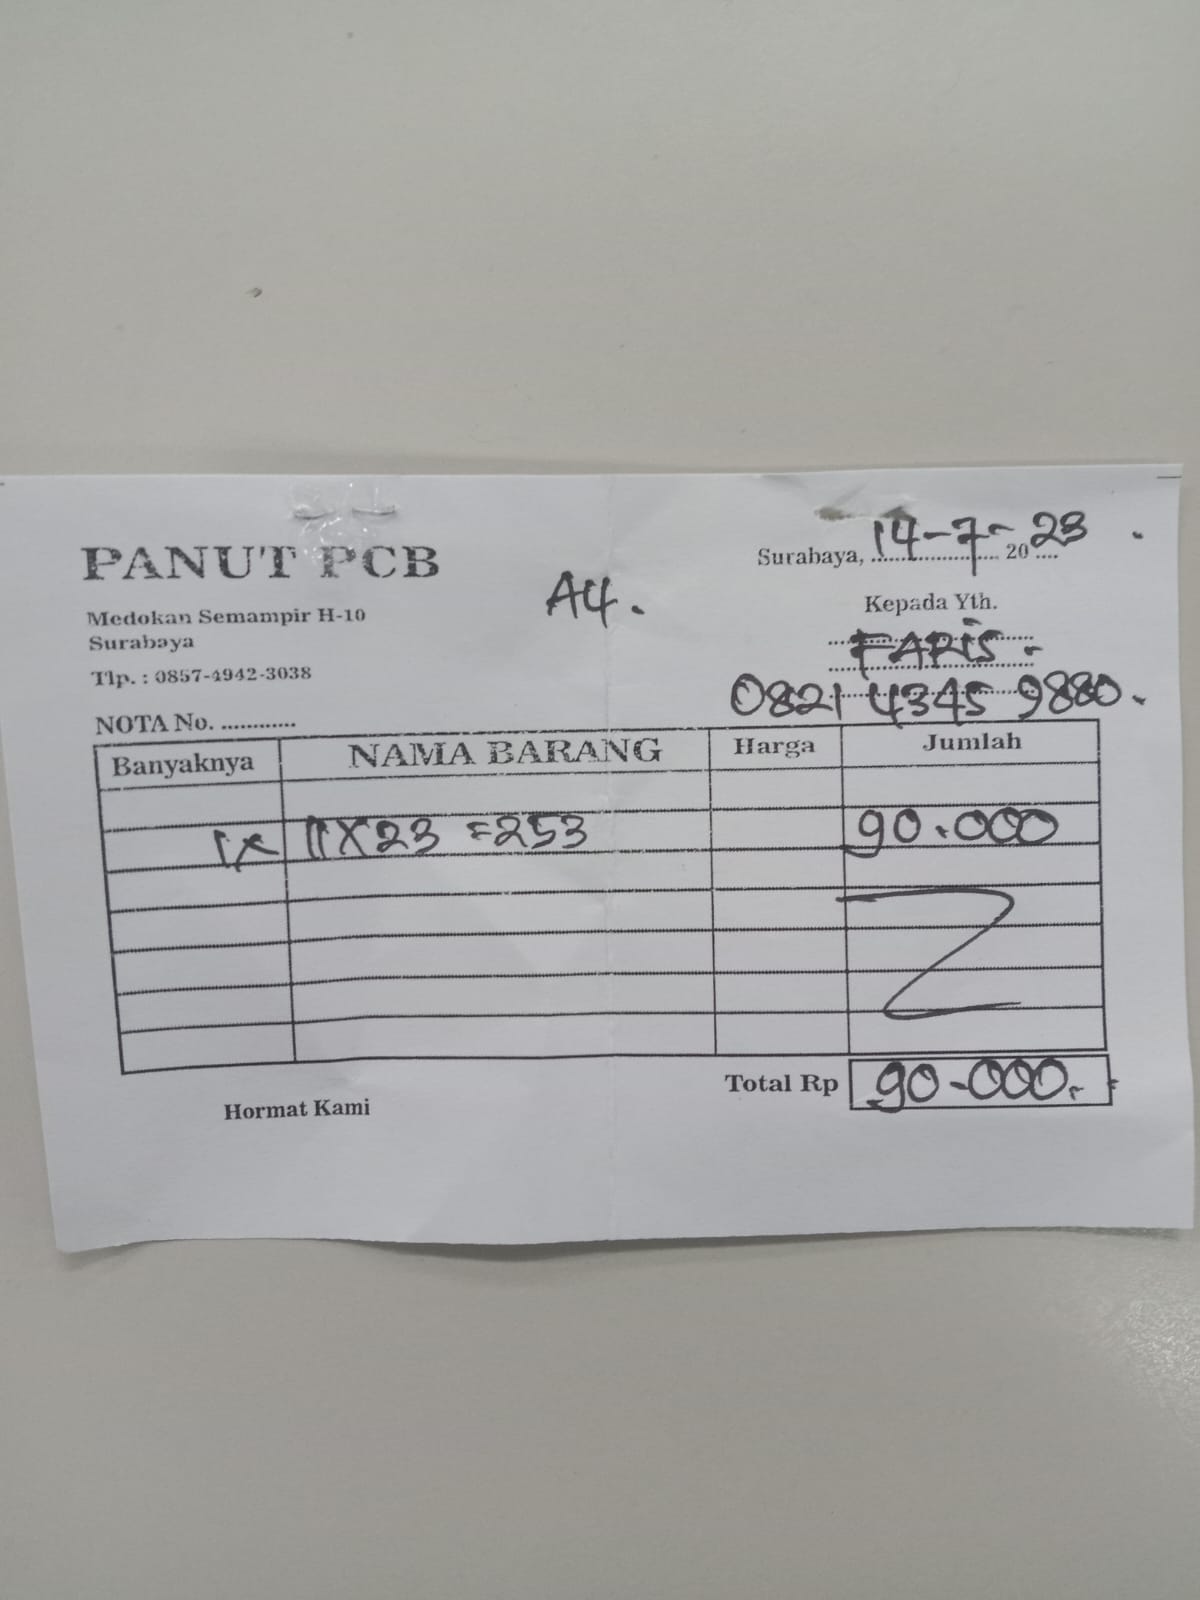 PANUT PCB
Medokan Semampir H-10
Surabaya
Tlp. : 0857-4942-3038
NOTA No. ............
A4.
Surabaya, 14-7- 2023
Kepada Yth.
FARIS.
0821 4345 9880.
Banyaknya NAMA BARANG Harga Jumlah
1x 11X23 =253 90.000
Total Rp 90-000,-
Hormat Kami